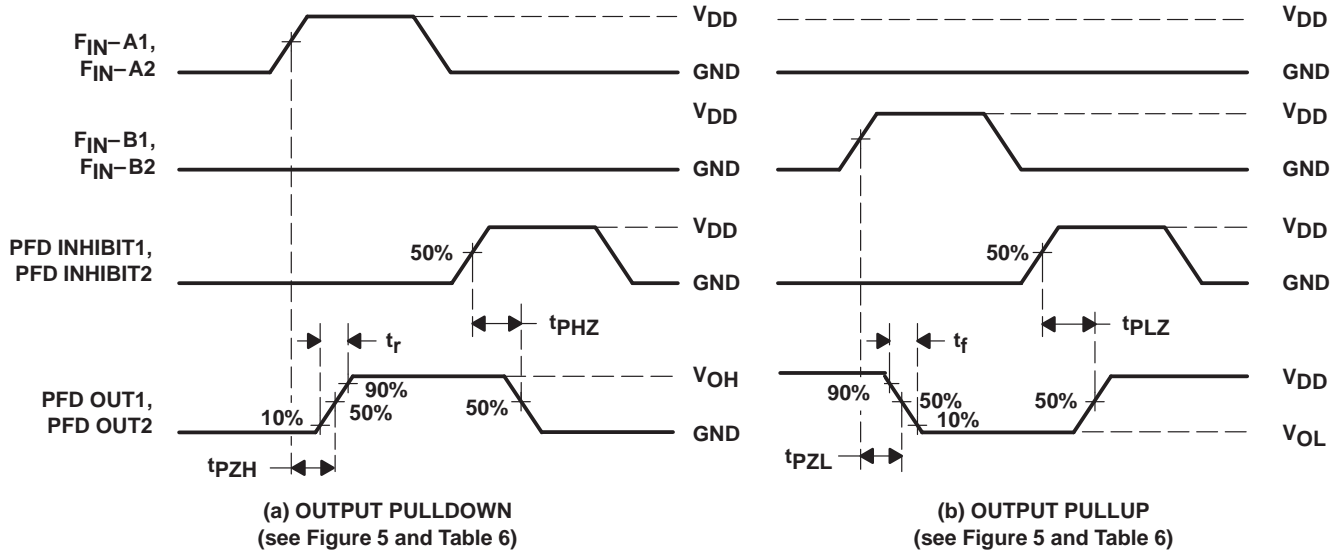 VDD
VDD
FIN–A1,
FIN–A2
GND
GND
VDD
VDD
FIN–B1,
FIN–B2
GND
GND
VDD
VDD
PFD INHIBIT1,
PFD INHIBIT2
50%
50%
GND
GND
tPHZ
tPLZ
tr
tf
VOH
VDD
90%
90%
PFD OUT1,
PFD OUT2
10%
50%
50%
50%
10%
50%
GND
VOL
tPZH
tPZL
(a) OUTPUT PULLDOWN
(see Figure 5 and Table 6)
(b) OUTPUT PULLUP
(see Figure 5 and Table 6)